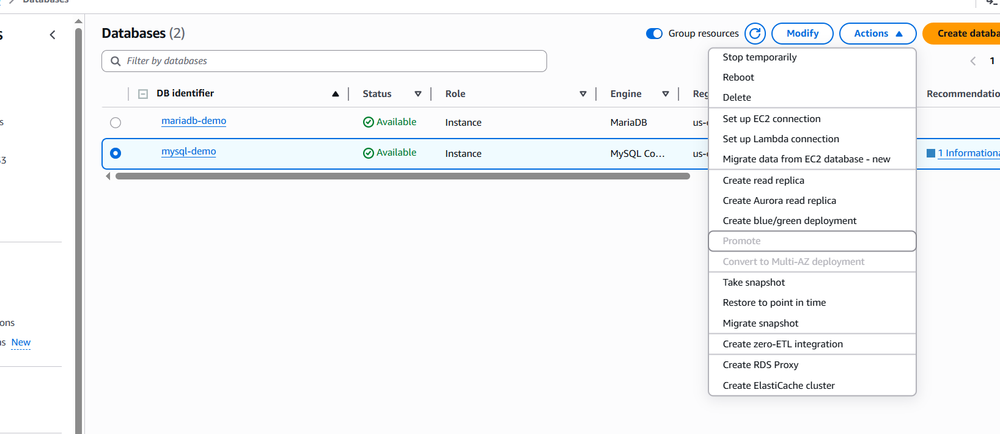 Databases
Databases (2)
Group resources
Modify
Actions
Create databa
Filter by databases
1
DB identifier
Status
Role
Engine
Reg
Recommendatio
mariadb-demo
Available
Instance
MariaDB
us-
mysql-demo
Available
Instance
MySQL Co...
us-
1 Informationa
Stop temporarily
Reboot
Delete
Set up EC2 connection
Set up Lambda connection
Migrate data from EC2 database - new
Create read replica
Create Aurora read replica
Create blue/green deployment
Promote
Convert to Multi-AZ deployment
Take snapshot
Restore to point in time
Migrate snapshot
Create zero-ETL integration
Create RDS Proxy
Create ElastiCache cluster
s
s
3
ons
s New